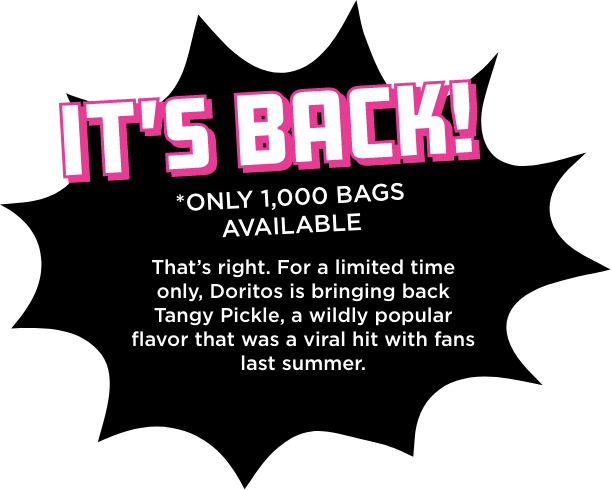 IT'S BACK!
*ONLY 1,000 BAGS
AVAILABLE
That’s right. For a limited time
only, Doritos is bringing back
Tangy Pickle, a wildly popular
flavor that was a viral hit with fans
last summer.